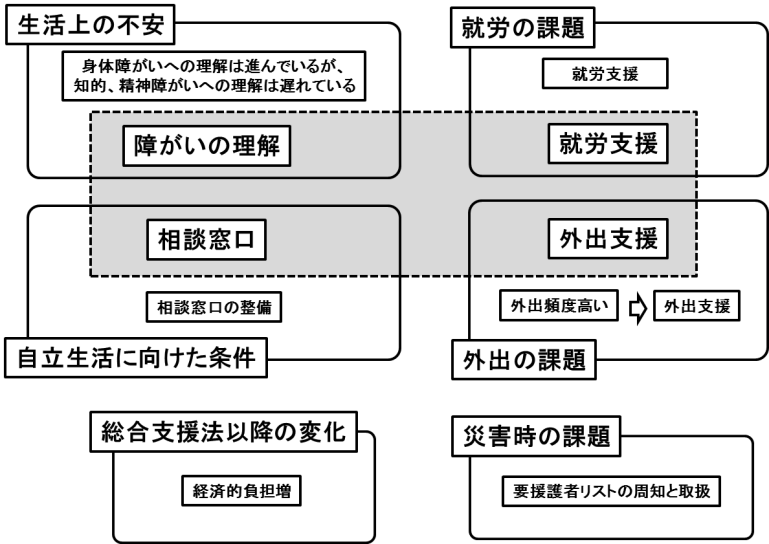 生活上の不安
身体障がいへの理解は進んでいるが、
知的、精神障がいへの理解は遅れている
障がいの理解
就労の課題
就労支援
就労支援
相談窓口
相談窓口の整備
自立生活に向けた条件
外出支援
外出頻度高い
外出支援
外出の課題
総合支援法以降の変化
経済的負担増
災害時の課題
要援護者リストの周知と取扱